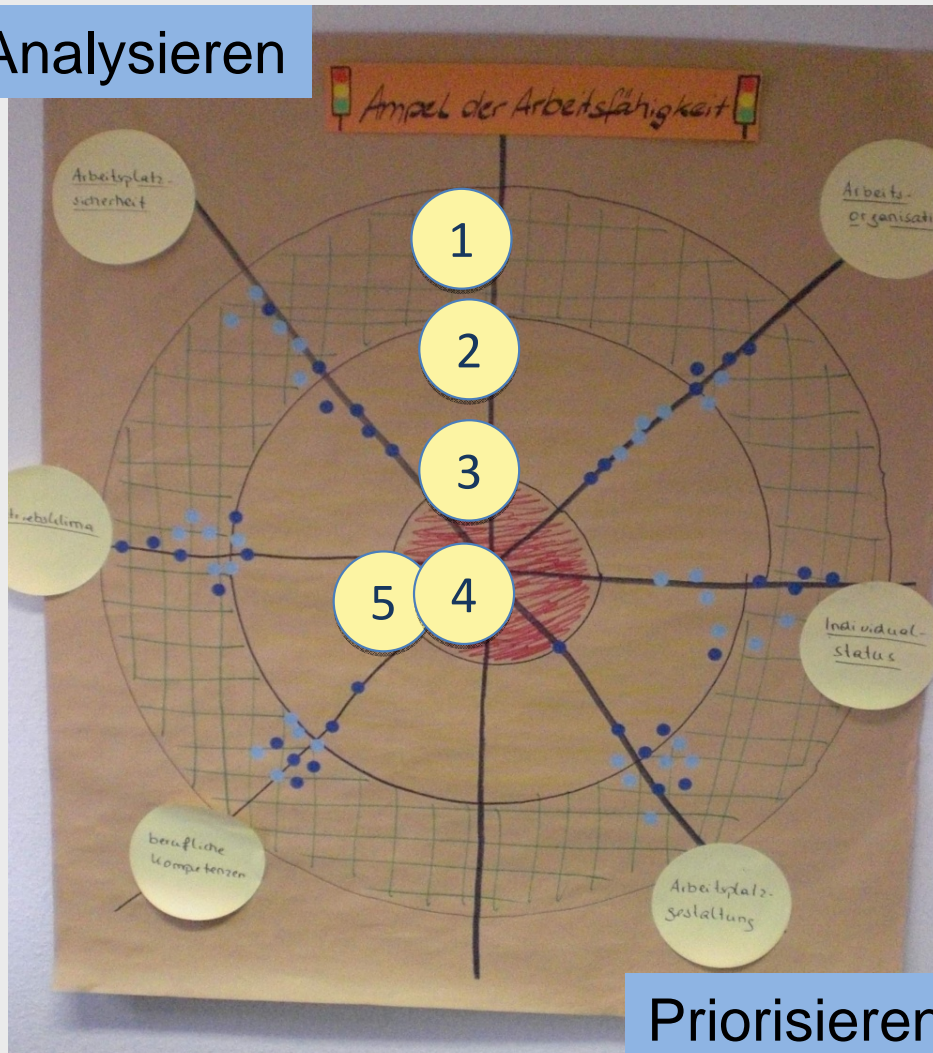 Analysieren
Ampel der Arbeitsfähigkeit
Arbeitsplatz-
sicherheit
Arbeits-
organisati
1
2
3
4
5
triebsklima
Individual-
status
berufliche
Kompetenzen
Arbeitsplatz-
gestaltung
Priorisieren